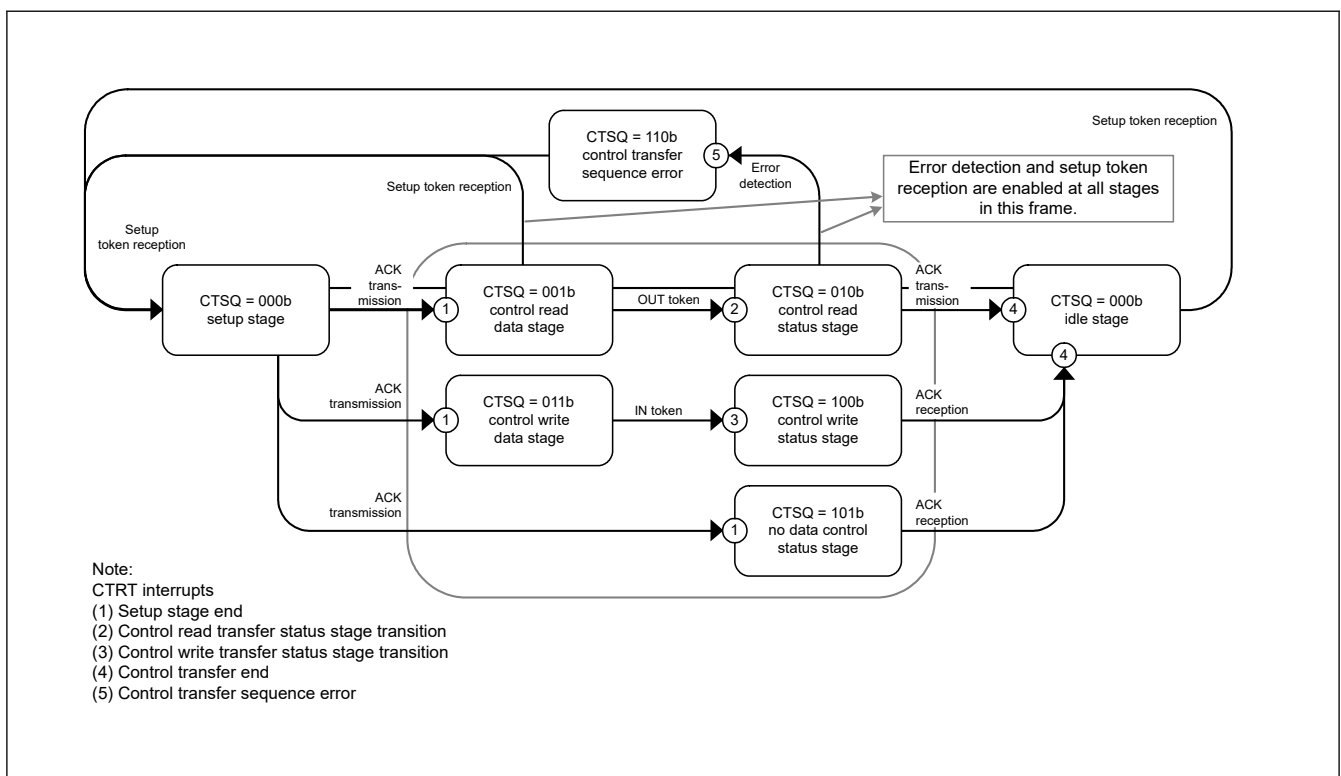 Setup token reception
CTSQ = 110b
control transfer
sequence error
5
Error
detection
Error detection and setup token
reception are enabled at all stages
in this frame.
Setup token reception
Setup
token reception
CTSQ = 000b
setup stage
ACK
trans-
mission
1
CTSQ = 001b
control read
data stage
OUT token
2
CTSQ = 010b
control read
status stage
ACK
trans-
mission
4
CTSQ = 000b
idle stage
4
ACK
transmission
1
CTSQ = 011b
control write
data stage
IN token
3
CTSQ = 100b
control write
status stage
ACK
reception
ACK
transmission
1
CTSQ = 101b
no data control
status stage
ACK
reception
Note:
CTRT interrupts
(1) Setup stage end
(2) Control read transfer status stage transition
(3) Control write transfer status stage transition
(4) Control transfer end
(5) Control transfer sequence error